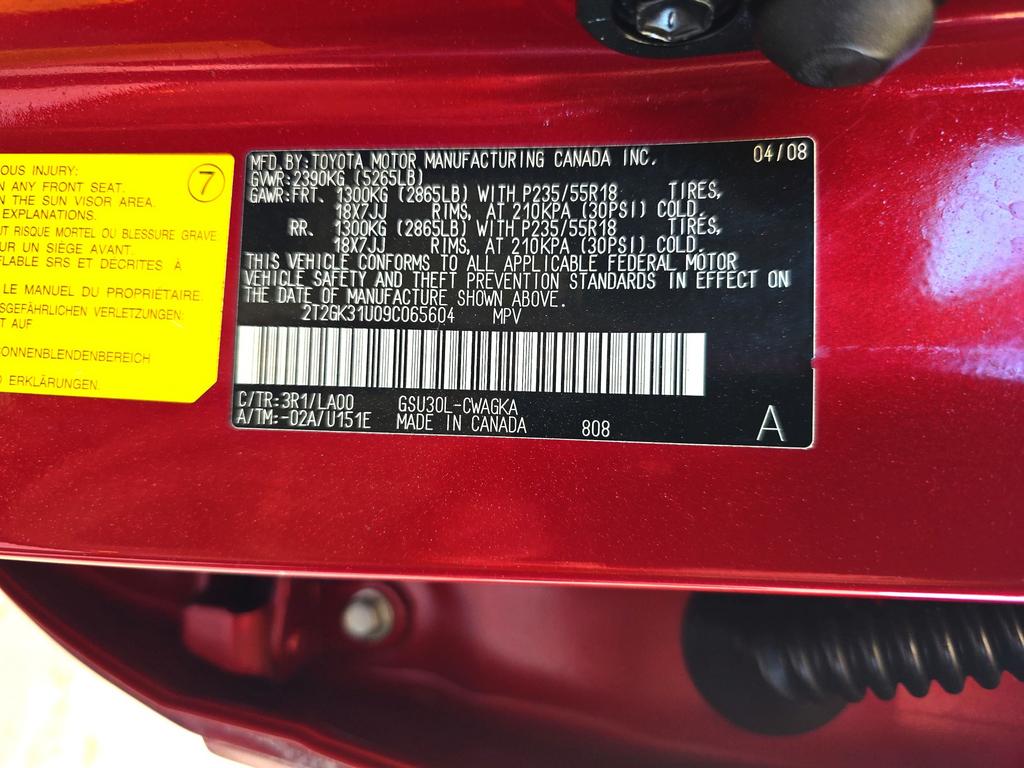 OUS INJURY:
7
N ANY FRONT SEAT.
N THE SUN VISOR AREA.
EXPLANATIONS.
UT RISQUE MORTEL OU BLESSURE GRAVE
UR UN SIÈGE AVANT.
FLABLE SRS ET DÉCRITES À
LE MANUEL DU PROPRIÉTAIRE.
SGEFÄHRLICHEN VERLETZUNGEN:
T AUF
ONNENBLENDENBEREICH
D ERKLÄRUNGEN.
MFD. BY: TOYOTA MOTOR MANUFACTURING CANADA INC. 04/08
GVWR: 2390KG (5265LB)
GAWR: FRT. 1300KG (2865LB) WITH P235/55R18 TIRES,
18X7JJ RIMS, AT 210KPA (30PSI) COLD.
RR. 1300KG (2865LB) WITH P235/55R18 TIRES,
18X7JJ RIMS, AT 210KPA (30PSI) COLD.
THIS VEHICLE CONFORMS TO ALL APPLICABLE FEDERAL MOTOR
VEHICLE SAFETY AND THEFT PREVENTION STANDARDS IN EFFECT ON
THE DATE OF MANUFACTURE SHOWN ABOVE.
2T2GK31U09C065604 MPV
C/TR: 3R1/LA00 GSU30L-CWAGKA
A/TM: -02A/U151E MADE IN CANADA 808 A